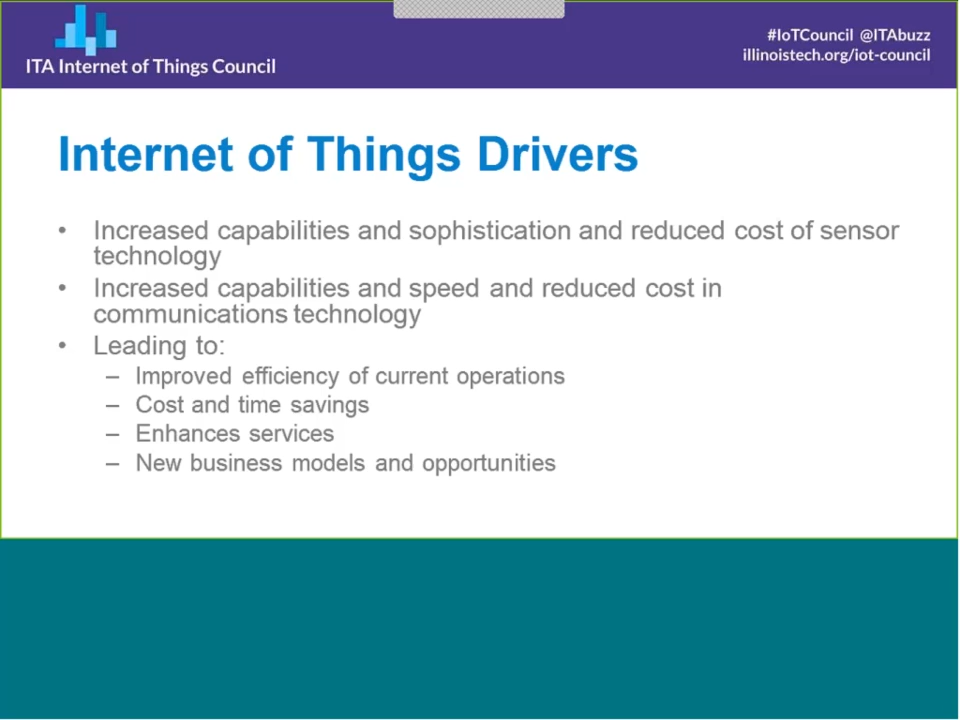 #IoTCouncil @ITAbuzz
illinoistech.org/iot-council
ITA Internet of Things Council
Internet of Things Drivers
• Increased capabilities and sophistication and reduced cost of sensor
technology
• Increased capabilities and speed and reduced cost in
communications technology
• Leading to:
– Improved efficiency of current operations
– Cost and time savings
– Enhances services
– New business models and opportunities